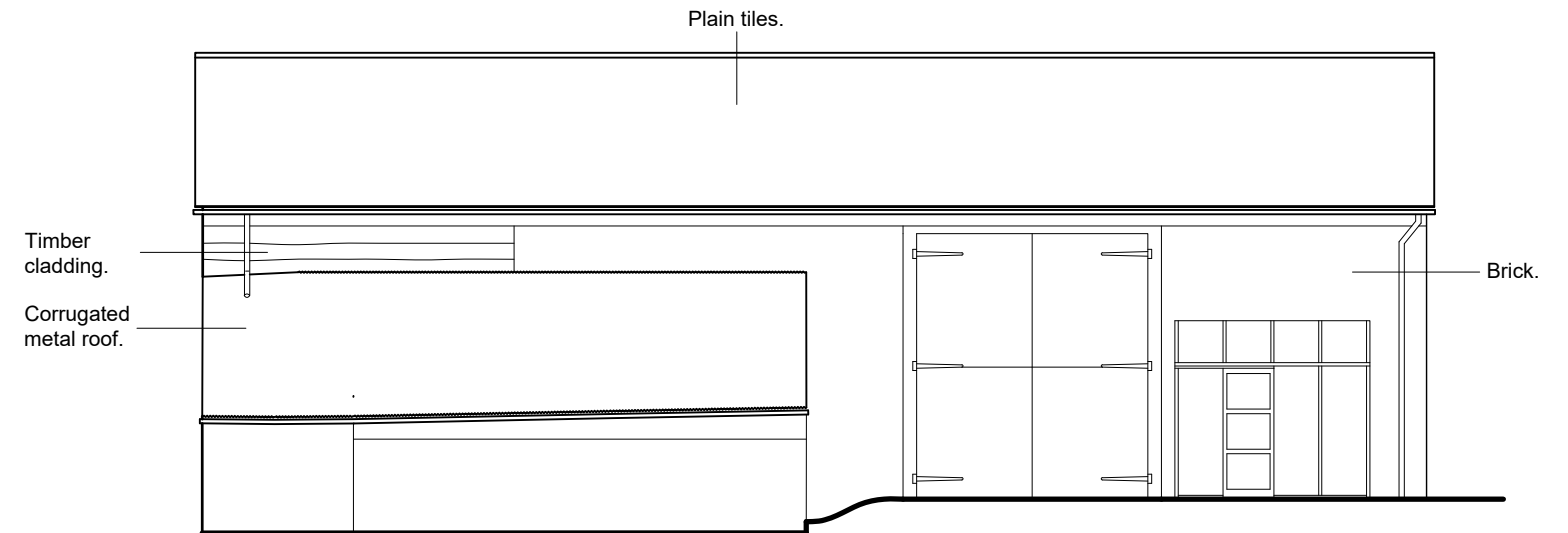 Plain tiles.
Timber
cladding.
Corrugated
metal roof.
Brick.